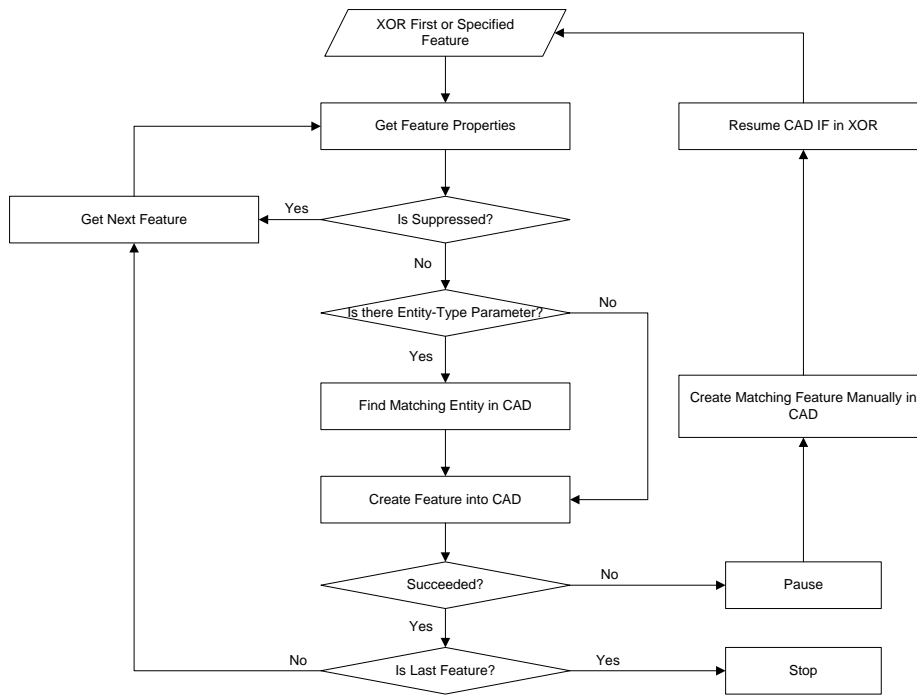 XOR First or Specified
Feature
Get Feature Properties
Resume CAD IF in XOR
Get Next Feature
Yes
Is Suppressed?
No
Is there Entity-Type Parameter?
No
Yes
Find Matching Entity in CAD
Create Matching Feature Manually in
CAD
Create Feature into CAD
Succeeded?
No
Pause
Yes
No
Is Last Feature?
Yes
Stop